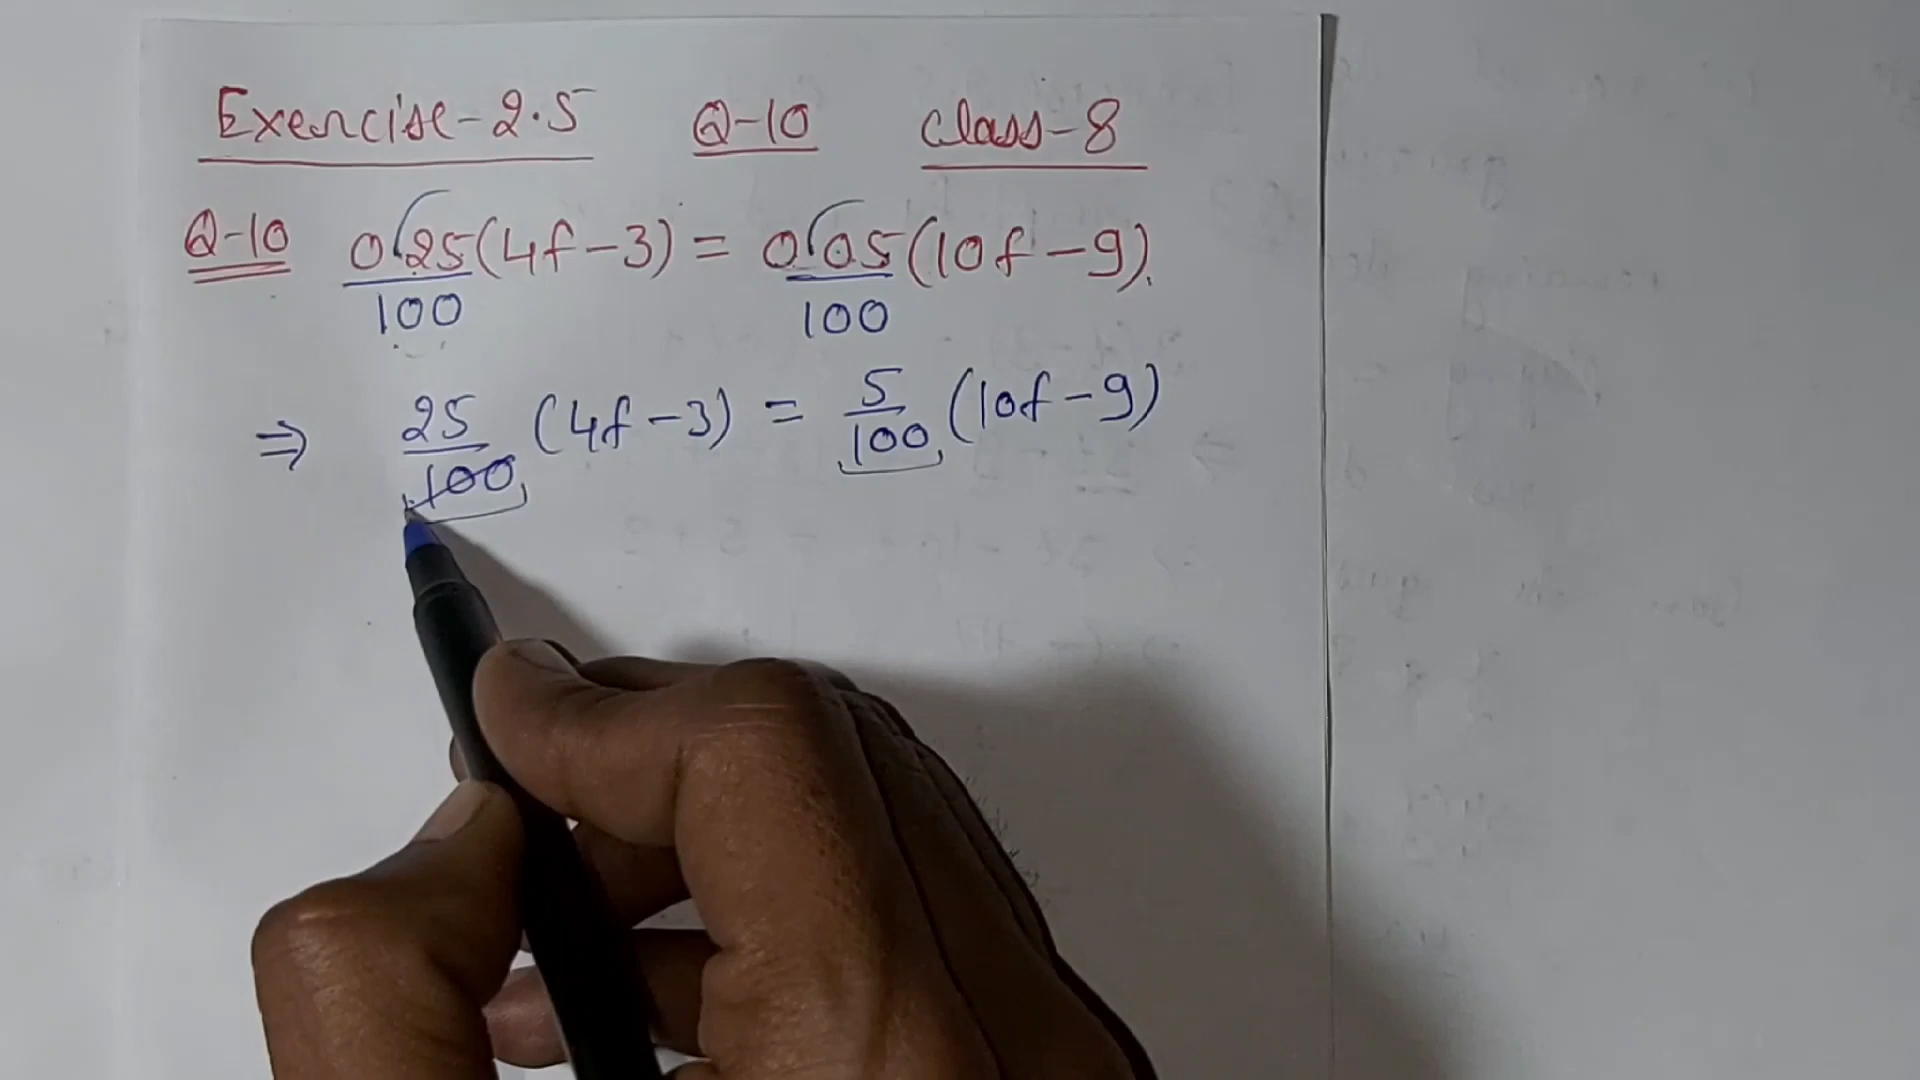 Exercise-2.5 Q-10 class-8
Q-10 0.25(4f-3) = 0.05(10f-9).
100 100
⇒ 25/100 (4f-3) = 5/100 (10f-9)